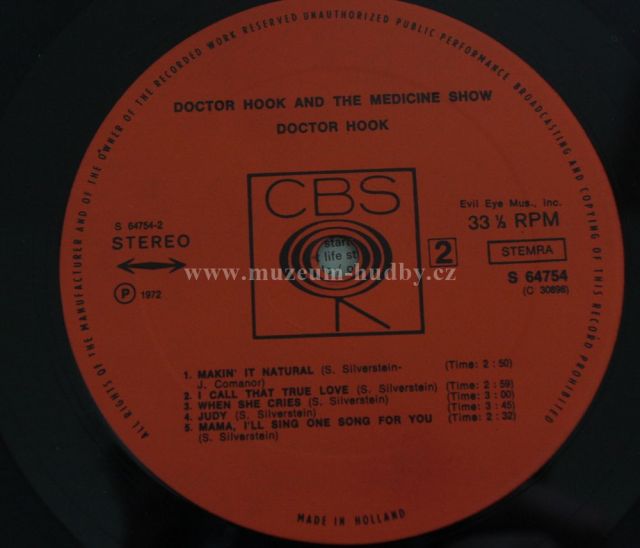 ALL RIGHTS OF THE MANUFACTURER AND OF THE OWNER OF THE RECORDED WORK RESERVED UNAUTHORIZED PUBLIC PERFORMANCE BROADCASTING AND COPYING OF THIS RECORD PROHIBITED
DOCTOR HOOK AND THE MEDICINE SHOW
DOCTOR HOOK
CBS
S 64754-2
STEREO
℗ 1972
Evil Eye Mus., Inc.
33 ⅓ RPM
2 STEMRA
S 64754
(C 30898)
start
life st
www.muzeum-hudby.cz
1. MAKIN' IT NATURAL (S. Silverstein- (Time: 2 : 50)
J. Comanor)
2. I CALL THAT TRUE LOVE (S. Silverstein) (Time: 2 : 59)
3. WHEN SHE CRIES (S. Silverstein) (Time: 3 : 00)
4. JUDY (S. Silverstein) (Time: 3 : 45)
5. MAMA, I'LL SING ONE SONG FOR YOU (Time: 2 : 32)
(S. Silverstein)
MADE IN HOLLAND